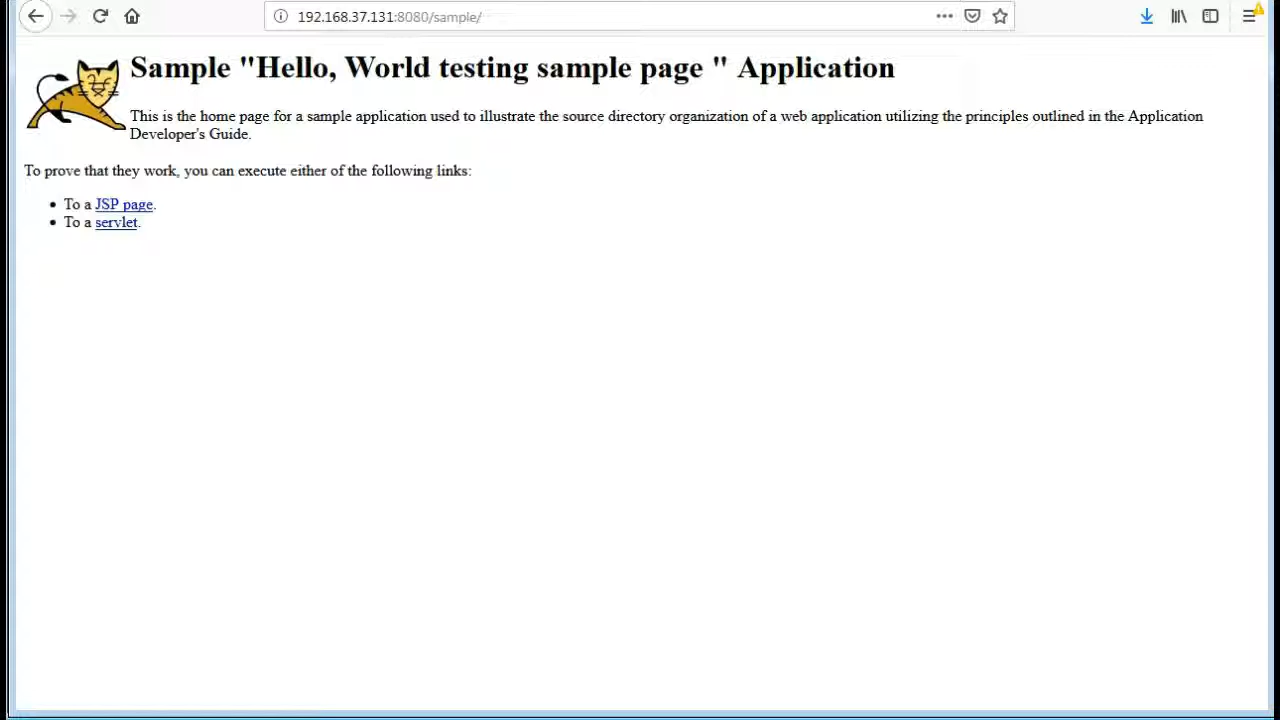 192.168.37.131:8080/sample/
Sample "Hello, World testing sample page " Application
This is the home page for a sample application used to illustrate the source directory organization of a web application utilizing the principles outlined in the Application
Developer's Guide.
To prove that they work, you can execute either of the following links:
• To a JSP page.
• To a servlet.